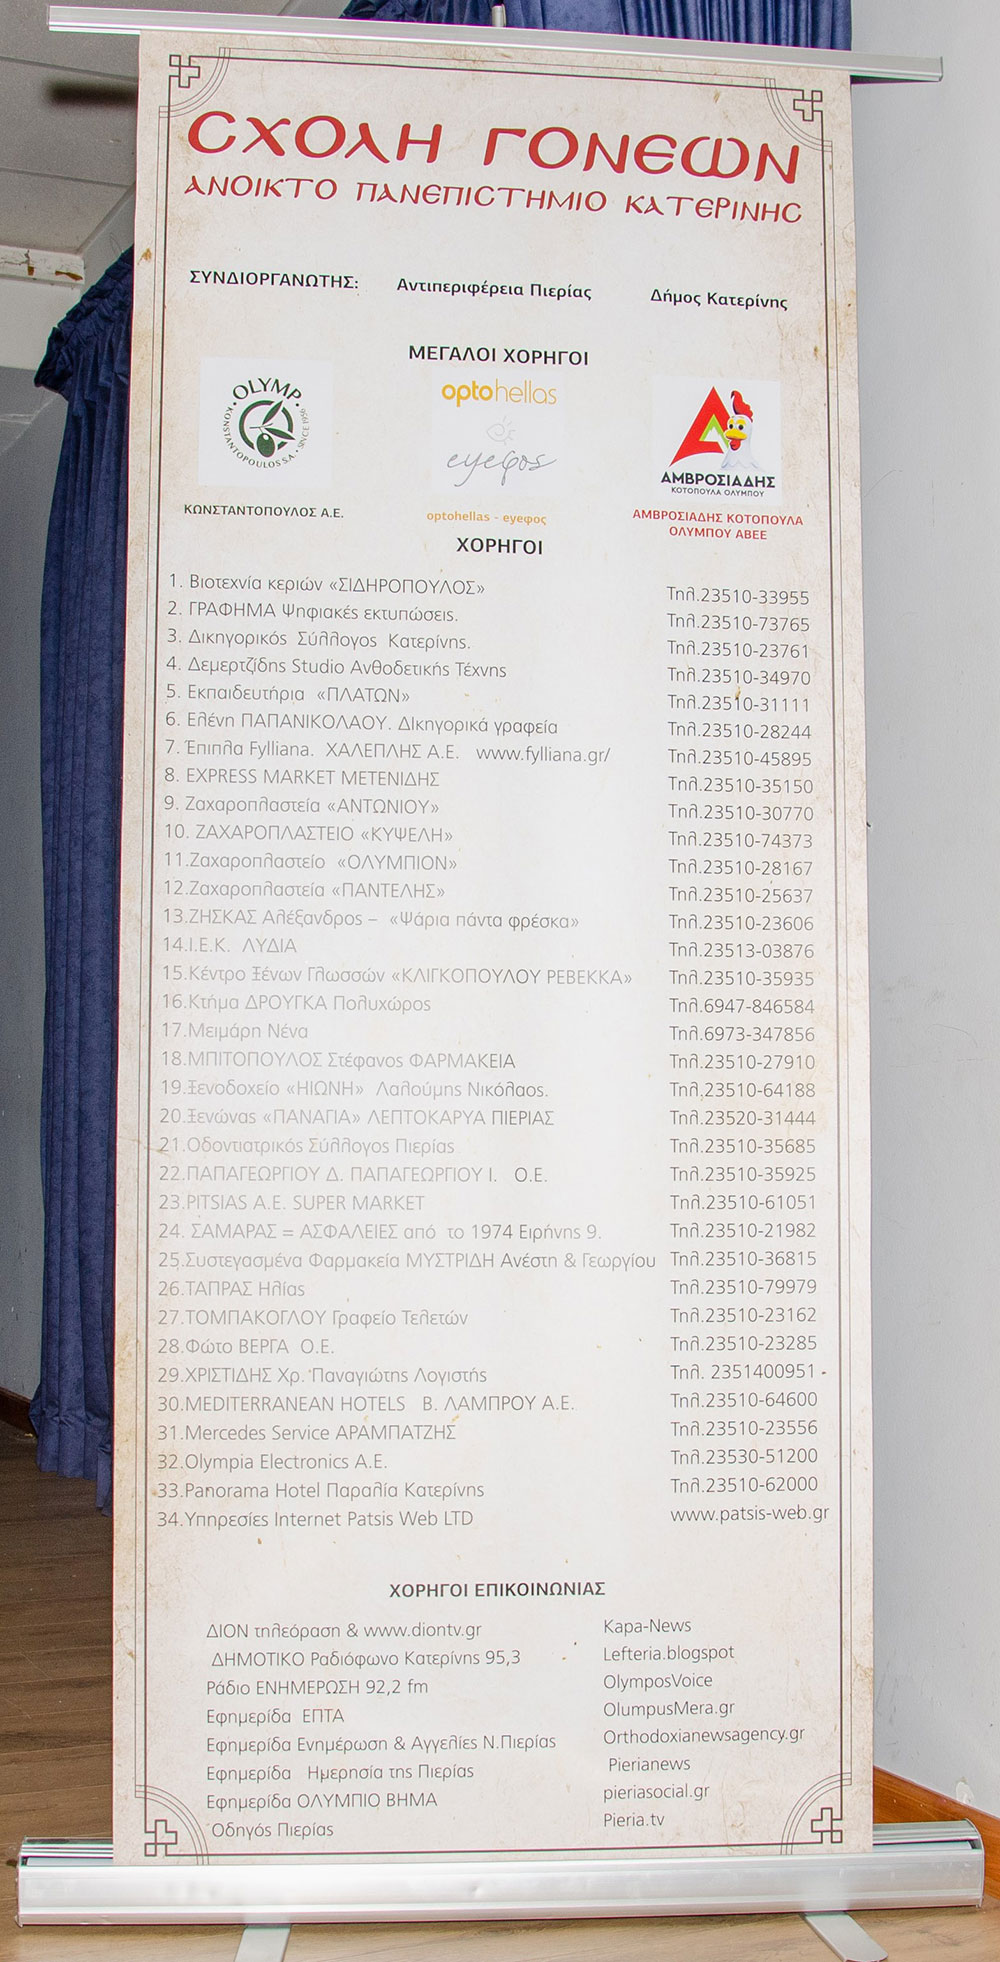 ΣΧΟΛΗ ΓΟΝΕΩΝ
ΑΝΟΙΚΤΟ ΠΑΝΕΠΙΣΤΗΜΙΟ ΚΑΤΕΡΙΝΗΣ
ΣΥΝΔΙΟΡΓΑΝΩΤΗΣ: Αντιπεριφέρεια Πιερίας Δήμος Κατερίνης
ΜΕΓΑΛΟΙ ΧΟΡΗΓΟΙ
OLYMP
KONSTANTOPOULOS S.A. • SINCE 1956
optohellas
eyeφος
ΑΜΒΡΟΣΙΑΔΗΣ
ΚΟΤΟΠΟΥΛΑ ΟΛΥΜΠΟΥ
ΚΩΝΣΤΑΝΤΟΠΟΥΛΟΣ Α.Ε.
optohellas - eyeφος
ΑΜΒΡΟΣΙΑΔΗΣ ΚΟΤΟΠΟΥΛΑ
ΟΛΥΜΠΟΥ ΑΒΕΕ
ΧΟΡΗΓΟΙ
1. Βιοτεχνία κεριών «ΣΙΔΗΡΟΠΟΥΛΟΣ» Τηλ.23510-33955
2. ΓΡΑΦΗΜΑ Ψηφιακές εκτυπώσεις. Τηλ.23510-73765
3. Δικηγορικός Σύλλογος Κατερίνης. Τηλ.23510-23761
4. Δεμερτζίδης Studio Ανθοδετικής Τέχνης Τηλ.23510-34970
5. Εκπαιδευτήρια «ΠΛΑΤΩΝ» Τηλ.23510-31111
6. Ελένη ΠΑΠΑΝΙΚΟΛΑΟΥ. ΔΙκηγορικά γραφεία Τηλ.23510-28244
7. Έπιπλα Fylliana. ΧΑΛΕΠΛΗΣ Α.Ε. www.fylliana.gr/ Τηλ.23510-45895
8. EXPRESS MARKET ΜΕΤΕΝΙΔΗΣ Τηλ.23510-35150
9. Ζαχαροπλαστεία «ΑΝΤΩΝΙΟΥ» Τηλ.23510-30770
10. ΖΑΧΑΡΟΠΛΑΣΤΕΙΟ «ΚΥΨΕΛΗ» Τηλ.23510-74373
11.Ζαχαροπλαστείο «ΟΛΥΜΠΙΟΝ» Τηλ.23510-28167
12.Ζαχαροπλαστεία «ΠΑΝΤΕΛΗΣ» Τηλ.23510-25637
13.ΖΗΣΚΑΣ Αλέξανδρος – «Ψάρια πάντα φρέσκα» Τηλ.23510-23606
14.Ι.Ε.Κ. ΛΥΔΙΑ Τηλ.23513-03876
15.Κέντρο Ξένων Γλωσσών «ΚΛΙΓΚΟΠΟΥΛΟΥ ΡΕΒΕΚΚΑ» Τηλ.23510-35935
16.Κτήμα ΔΡΟΥΓΚΑ Πολυχώρος Τηλ.6947-846584
17.Μειμάρη Νένα Τηλ.6973-347856
18.ΜΠΙΤΟΠΟΥΛΟΣ Στέφανος ΦΑΡΜΑΚΕΙΑ Τηλ.23510-27910
19.Ξενοδοχείο «ΗΙΩΝΗ» Λαλούμης Νικόλαος. Τηλ.23510-64188
20.Ξενώνας «ΠΑΝΑΓΙΑ» ΛΕΠΤΟΚΑΡΥΑ ΠΙΕΡΙΑΣ Τηλ.23520-31444
21.Οδοντιατρικός Σύλλογος Πιερίας Τηλ.23510-35685
22.ΠΑΠΑΓΕΩΡΓΙΟΥ Δ. ΠΑΠΑΓΕΩΡΓΙΟΥ Ι. Ο.Ε. Τηλ.23510-35925
23.PITSIAS A.E. SUPER MARKET Τηλ.23510-61051
24. ΣΑΜΑΡΑΣ = ΑΣΦΑΛΕΙΕΣ από το 1974 Ειρήνης 9. Τηλ.23510-21982
25.Συστεγασμένα Φαρμακεία ΜΥΣΤΡΙΔΗ Ανέστη & Γεωργίου Τηλ.23510-36815
26.ΤΑΠΡΑΣ Ηλίας Τηλ.23510-79979
27.ΤΟΜΠΑΚΟΓΛΟΥ Γραφείο Τελετών Τηλ.23510-23162
28.Φώτο ΒΕΡΓΑ Ο.Ε. Τηλ.23510-23285
29.ΧΡΙΣΤΙΔΗΣ Χρ. Παναγιώτης Λογιστής Τηλ. 2351400951
30.MEDITERRANEAN HOTELS Β. ΛΑΜΠΡΟΥ Α.Ε. Τηλ.23510-64600
31.Mercedes Service ΑΡΑΜΠΑΤΖΗΣ Τηλ.23510-23556
32.Olympia Electronics A.E. Τηλ.23530-51200
33.Panorama Hotel Παραλία Κατερίνης Τηλ.23510-62000
34.Υπηρεσίες Internet Patsis Web LTD www.patsis-web.gr
ΧΟΡΗΓΟΙ ΕΠΙΚΟΙΝΩΝΙΑΣ
ΔΙΟΝ τηλεόραση & www.diontv.gr
ΔΗΜΟΤΙΚΟ Ραδιόφωνο Κατερίνης 95,3
Ράδιο ΕΝΗΜΕΡΩΣΗ 92,2 fm
Εφημερίδα ΕΠΤΑ
Εφημερίδα Ενημέρωση & Αγγελίες Ν.Πιερίας
Εφημερίδα Ημερησία της Πιερίας
Εφημερίδα ΟΛΥΜΠΙΟ ΒΗΜΑ
Οδηγός Πιερίας
Kapa-News
Lefteria.blogspot
OlymposVoice
OlumpusMera.gr
Orthodoxianewsagency.gr
Pierianews
pieriasocial.gr
Pieria.tv